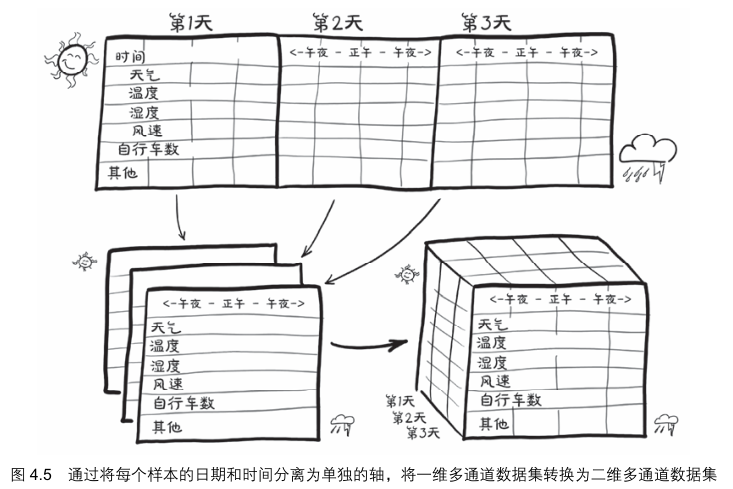 第1天 第2天 第3天
时间 <-午夜 - 正午 - 午夜-> <-午夜 - 正午 - 午夜->
天气
温度
湿度
风速
自行车数
其他
<-午夜 - 正午 - 午夜-> <-午夜 - 正午 - 午夜->
天气 天气
温度 温度
湿度 湿度
风速 风速
自行车数 自行车数
其他 其他
第1天
第2天
第3天
图 4.5 通过将每个样本的日期和时间分离为单独的轴，将一维多通道数据集转换为二维多通道数据集